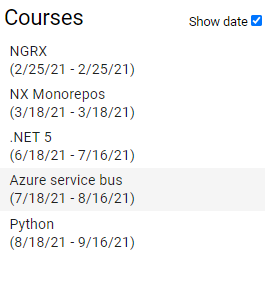 Courses
Show date
NGRX
(2/25/21 - 2/25/21)
NX Monorepos
(3/18/21 - 3/18/21)
.NET 5
(6/18/21 - 7/16/21)
Azure service bus
(7/18/21 - 8/16/21)
Python
(8/18/21 - 9/16/21)